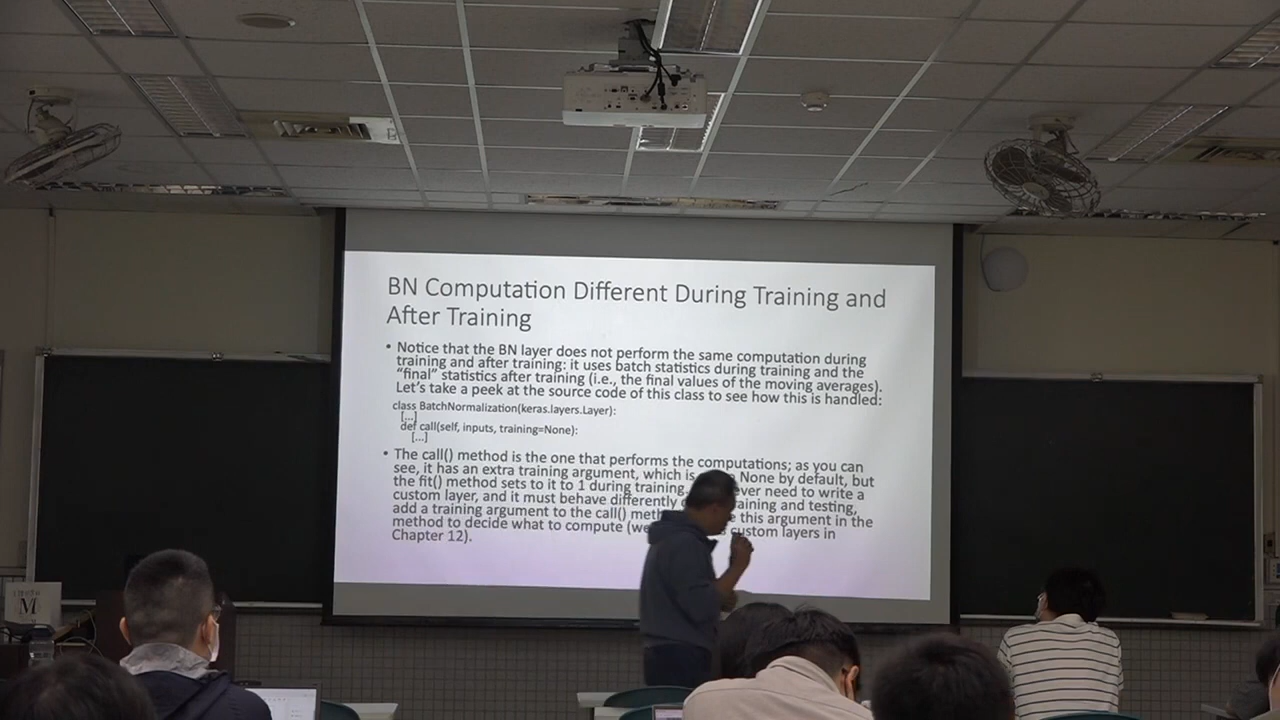 BN Computation Different During Training and
After Training
• Notice that the BN layer does not perform the same computation during
training and after training: it uses batch statistics during training and the
“final” statistics after training (i.e., the final values of the moving averages).
Let’s take a peek at the source code of this class to see how this is handled:
class BatchNormalization(keras.layers.Layer):
[...]
def call(self, inputs, training=None):
[...]
• The call() method is the one that performs the computations; as you can
see, it has an extra training argument, which is None by default, but
the fit() method sets to it to 1 during training. ever need to write a
custom layer, and it must behave differently raining and testing,
add a training argument to the call() this argument in the
method to decide what to compute custom layers in
Chapter 12).
M